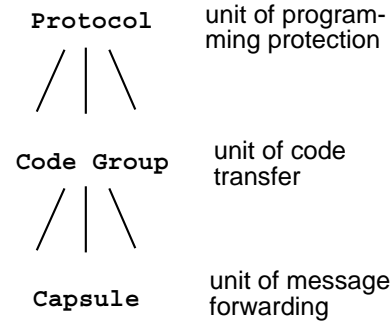 Protocol
unit of program-
ming protection
Code Group
unit of code
transfer
Capsule
unit of message
forwarding